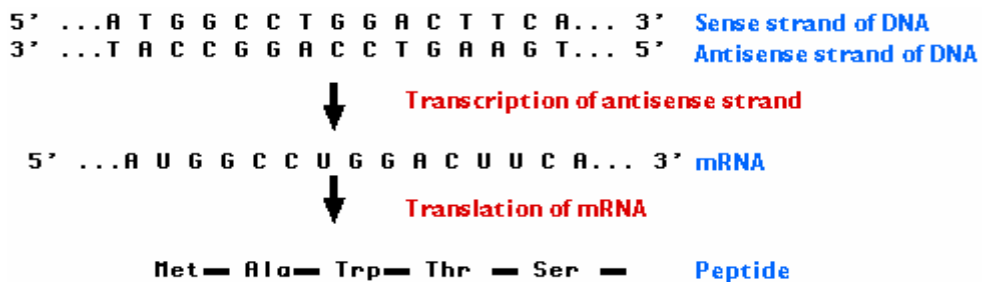 5' ...A T G G C C T G G A C T T C A... 3' Sense strand of DNA
3' ...T A C C G G A C C T G A A G T... 5' Antisense strand of DNA
Transcription of antisense strand
5' ...A U G G C C U G G A C U U C A... 3' mRNA
Translation of mRNA
Met — Ala — Trp — Thr — Ser — Peptide